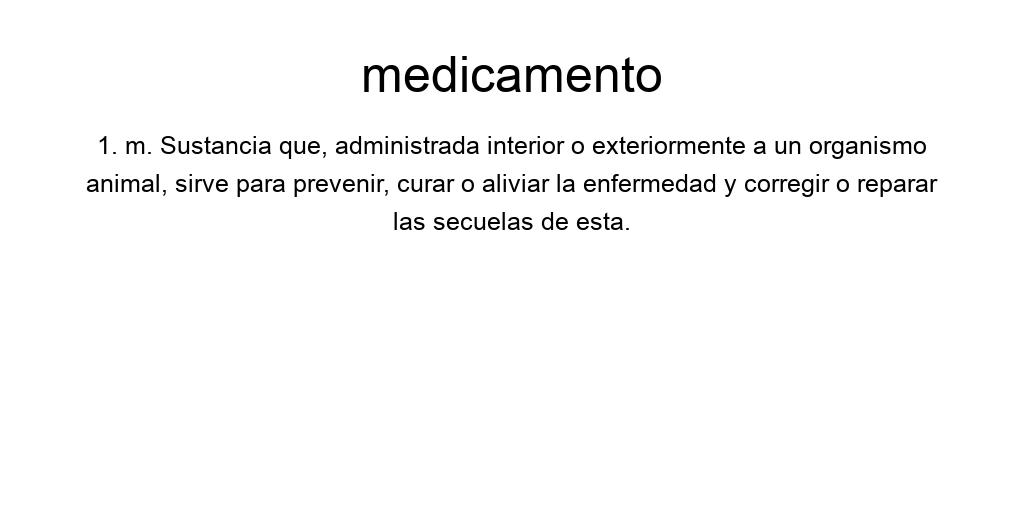 medicamento
1. m. Sustancia que, administrada interior o exteriormente a un organismo
animal, sirve para prevenir, curar o aliviar la enfermedad y corregir o reparar
las secuelas de esta.